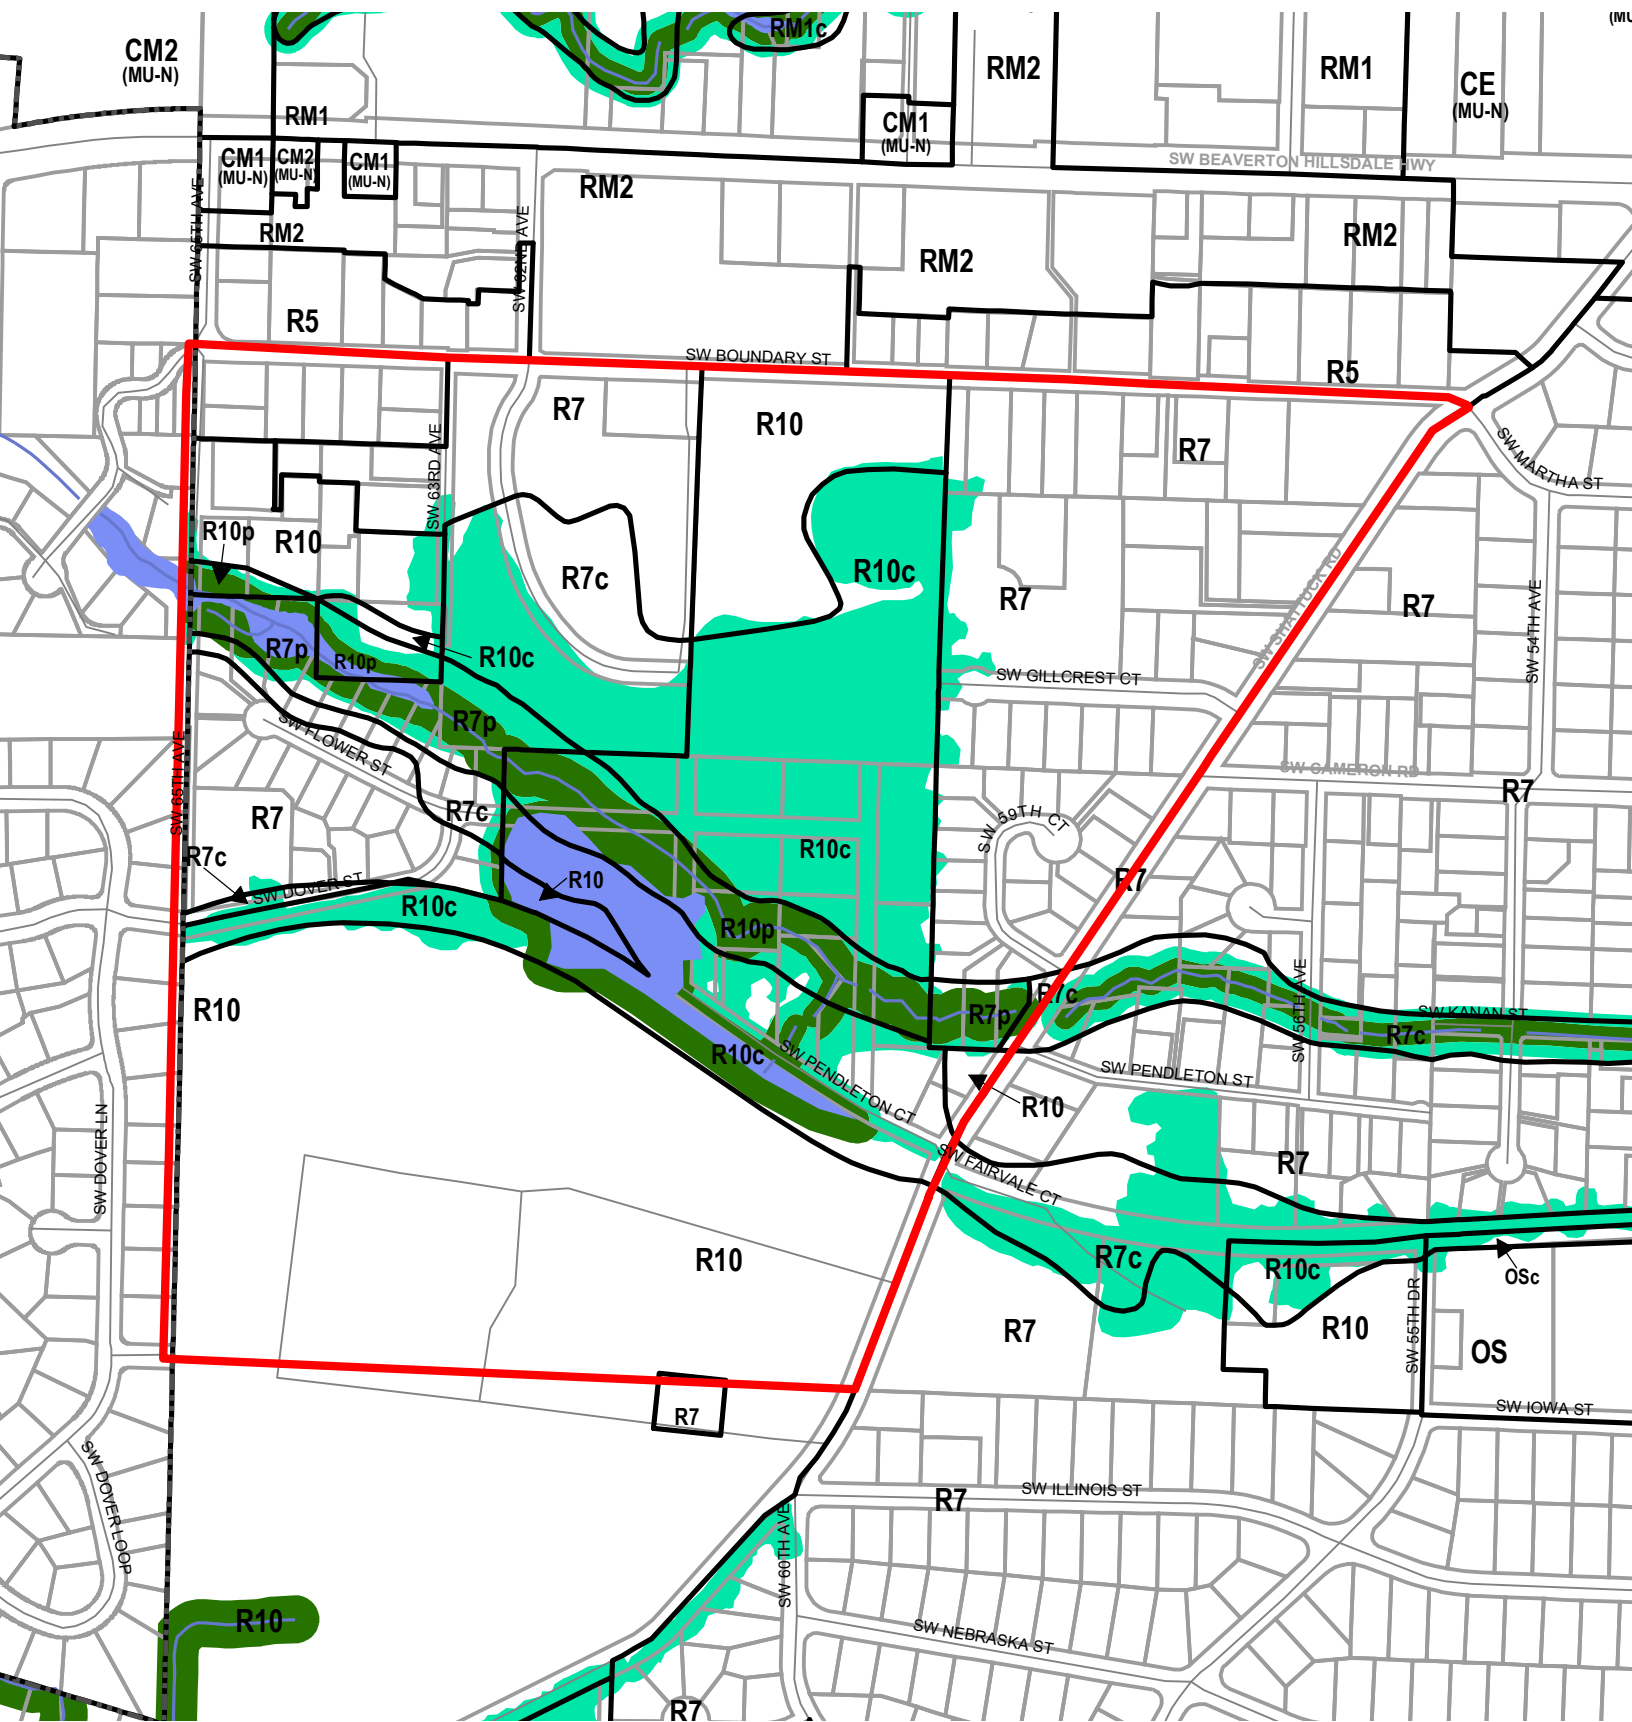 (MU
RM1c
CM2
(MU-N)
RM2
RM1
CE
(MU-N)
RM1
CM1
(MU-N)
SW BEAVERTON HILLSDALE HWY
CM1
(MU-N)
CM2
(MU-N)
CM1
(MU-N)
SW 65TH AVE
RM2
SW 62ND AVE
RM2
RM2
RM2
R5
SW BOUNDARY ST
R5
R7
R10
R7
SW MARTHA ST
SW 63RD AVE
R10p
R10
R7c
R10c
R7
SW SHATTUCK RD
R7
SW 54TH AVE
R7p
R10p
R10c
SW GILLCREST CT
R7p
SW FLOWER ST
SW 65TH AVE
SW CAMERON RD
R7
R7
R7c
SW 59TH CT
R7c
R10c
R7
SW DOVER ST
R10
R10c
R10p
R10
R7c
R7p
SW 56TH AVE
SW KANAN ST
R7c
R10c
SW PENDLETON CT
SW PENDLETON ST
R10
SW DOVER LN
SW FAIRVALE CT
R7
R10
R7c
R10c
OSc
R7
R10
SW 55TH DR
OS
R7
SW IOWA ST
SW DOVER LOOP
SW ILLINOIS ST
R7
SW 60TH AVE
R10
SW NEBRASKA ST
R7